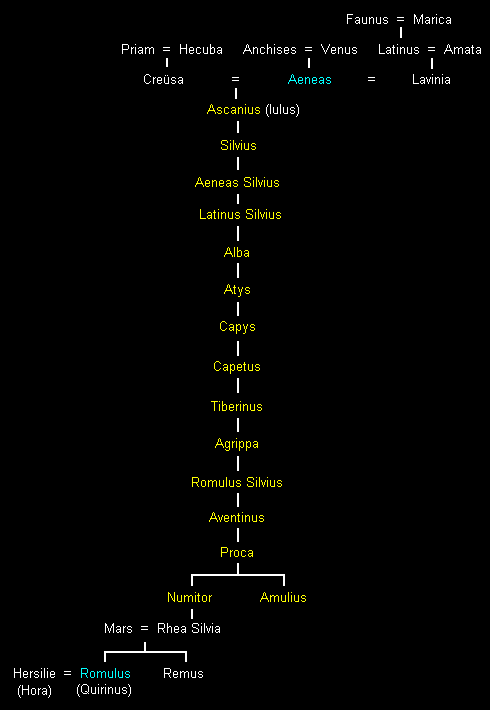 Faunus = Marica
Priam = Hecuba Anchises = Venus Latinus = Amata
Creüsa = Aeneas = Lavinia
Ascanius (Iulus)
Silvius
Aeneas Silvius
Latinus Silvius
Alba
Atys
Capys
Capetus
Tiberinus
Agrippa
Romulus Silvius
Aventinus
Proca
Numitor Amulius
Mars = Rhea Silvia
Hersilie = Romulus Remus
(Hora) (Quirinus)